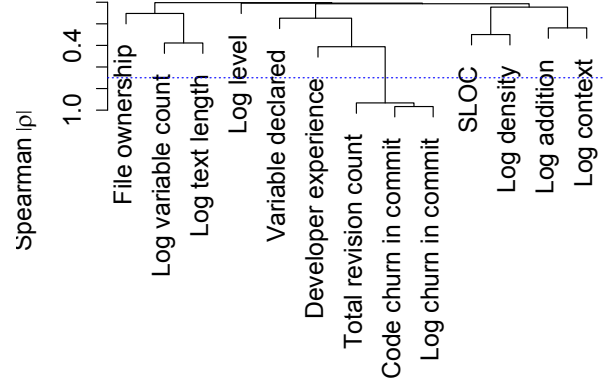 Spearman |ρ|
0.4
1.0
File ownership
Log variable count
Log text length
Log level
Variable declared
Developer experience
Total revision count
Code churn in commit
Log churn in commit
SLOC
Log density
Log addition
Log context